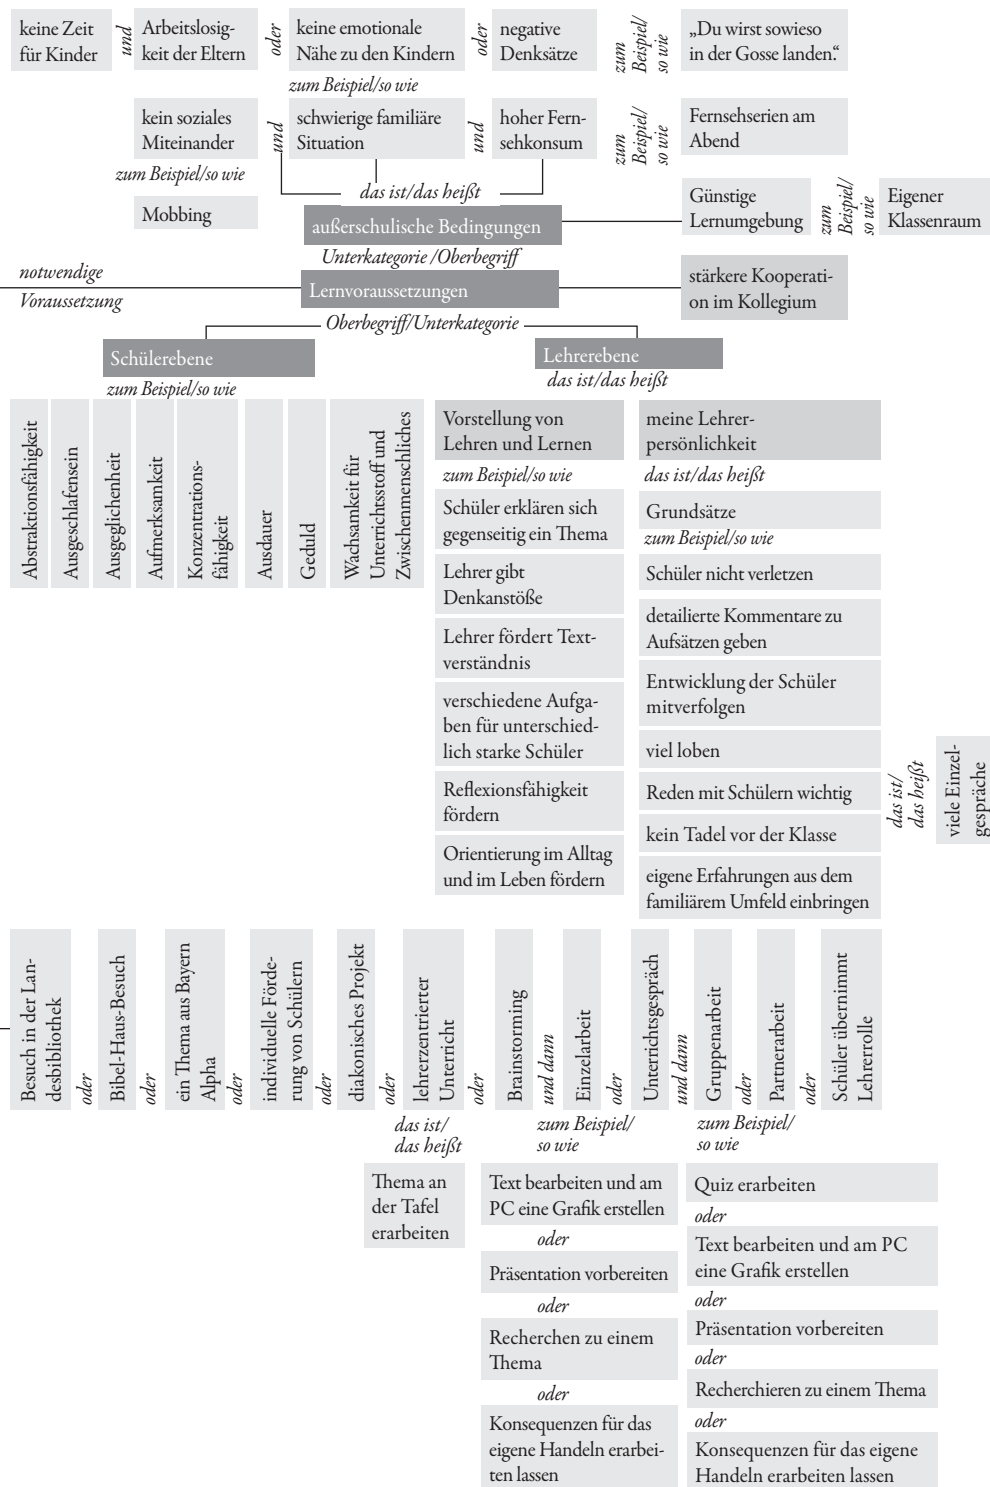 keine Zeit
für Kinder
und
Arbeitslosig-
keit der Eltern
oder
keine emotionale
Nähe zu den Kindern
oder
negative
Denksätze
zum
Beispiel/
so wie
„Du wirst sowieso
in der Gosse landen.“
zum Beispiel/so wie
kein soziales
Miteinander
und
schwierige familiäre
Situation
und
hoher Fern-
sehkonsum
zum
Beispiel/
so wie
Fernsehserien am
Abend
zum Beispiel/so wie
Mobbing
das ist/das heißt
außerschulische Bedingungen
Günstige
Lernumgebung
zum
Beispiel/
so wie
Eigener
Klassenraum
Unterkategorie /Oberbegriff
notwendige
Voraussetzung
Lernvoraussetzungen
stärkere Kooperati-
on im Kollegium
Oberbegriff/Unterkategorie
Schülerebene
zum Beispiel/so wie
Lehrerebene
das ist/das heißt
Abstraktionsfähigkeit
Ausgeschlafensein
Ausgeglichenheit
Aufmerksamkeit
Konzentrations-
fähigkeit
Ausdauer
Geduld
Wachsamkeit für
Unterrichtsstoff und
Zwischenmenschliches
Vorstellung von
Lehren und Lernen
zum Beispiel/so wie
Schüler erklären sich
gegenseitig ein Thema
Lehrer gibt
Denkanstöße
Lehrer fördert Text-
verständnis
verschiedene Aufga-
ben für unterschied-
lich starke Schüler
Reflexionsfähigkeit
fördern
Orientierung im Alltag
und im Leben fördern
meine Lehrer-
persönlichkeit
das ist/das heißt
Grundsätze
zum Beispiel/so wie
Schüler nicht verletzen
detailierte Kommentare zu
Aufsätzen geben
Entwicklung der Schüler
mitverfolgen
viel loben
Reden mit Schülern wichtig
das ist/
das heißt
viele Einzel-
gespräche
kein Tadel vor der Klasse
eigene Erfahrungen aus dem
familiärem Umfeld einbringen
Besuch in der Lan-
desbibliothek
oder
Bibel-Haus-Besuch
oder
ein Thema aus Bayern
Alpha
oder
individuelle Förde-
rung von Schülern
oder
diakonisches Projekt
oder
lehrerzentrierter
Unterricht
oder
Brainstorming
und dann
Einzelarbeit
oder
Unterrichtsgespräch
und dann
Gruppenarbeit
oder
Partnerarbeit
oder
Schüler übernimmt
Lehrerrolle
das ist/
das heißt
Thema an
der Tafel
erarbeiten
zum Beispiel/
so wie
Text bearbeiten und am
PC eine Grafik erstellen
oder
Präsentation vorbereiten
oder
Recherchen zu einem
Thema
oder
Konsequenzen für das
eigene Handeln erarbei-
ten lassen
zum Beispiel/
so wie
Quiz erarbeiten
oder
Text bearbeiten und am PC
eine Grafik erstellen
oder
Präsentation vorbereiten
oder
Recherchieren zu einem Thema
oder
Konsequenzen für das eigene
Handeln erarbeiten lassen